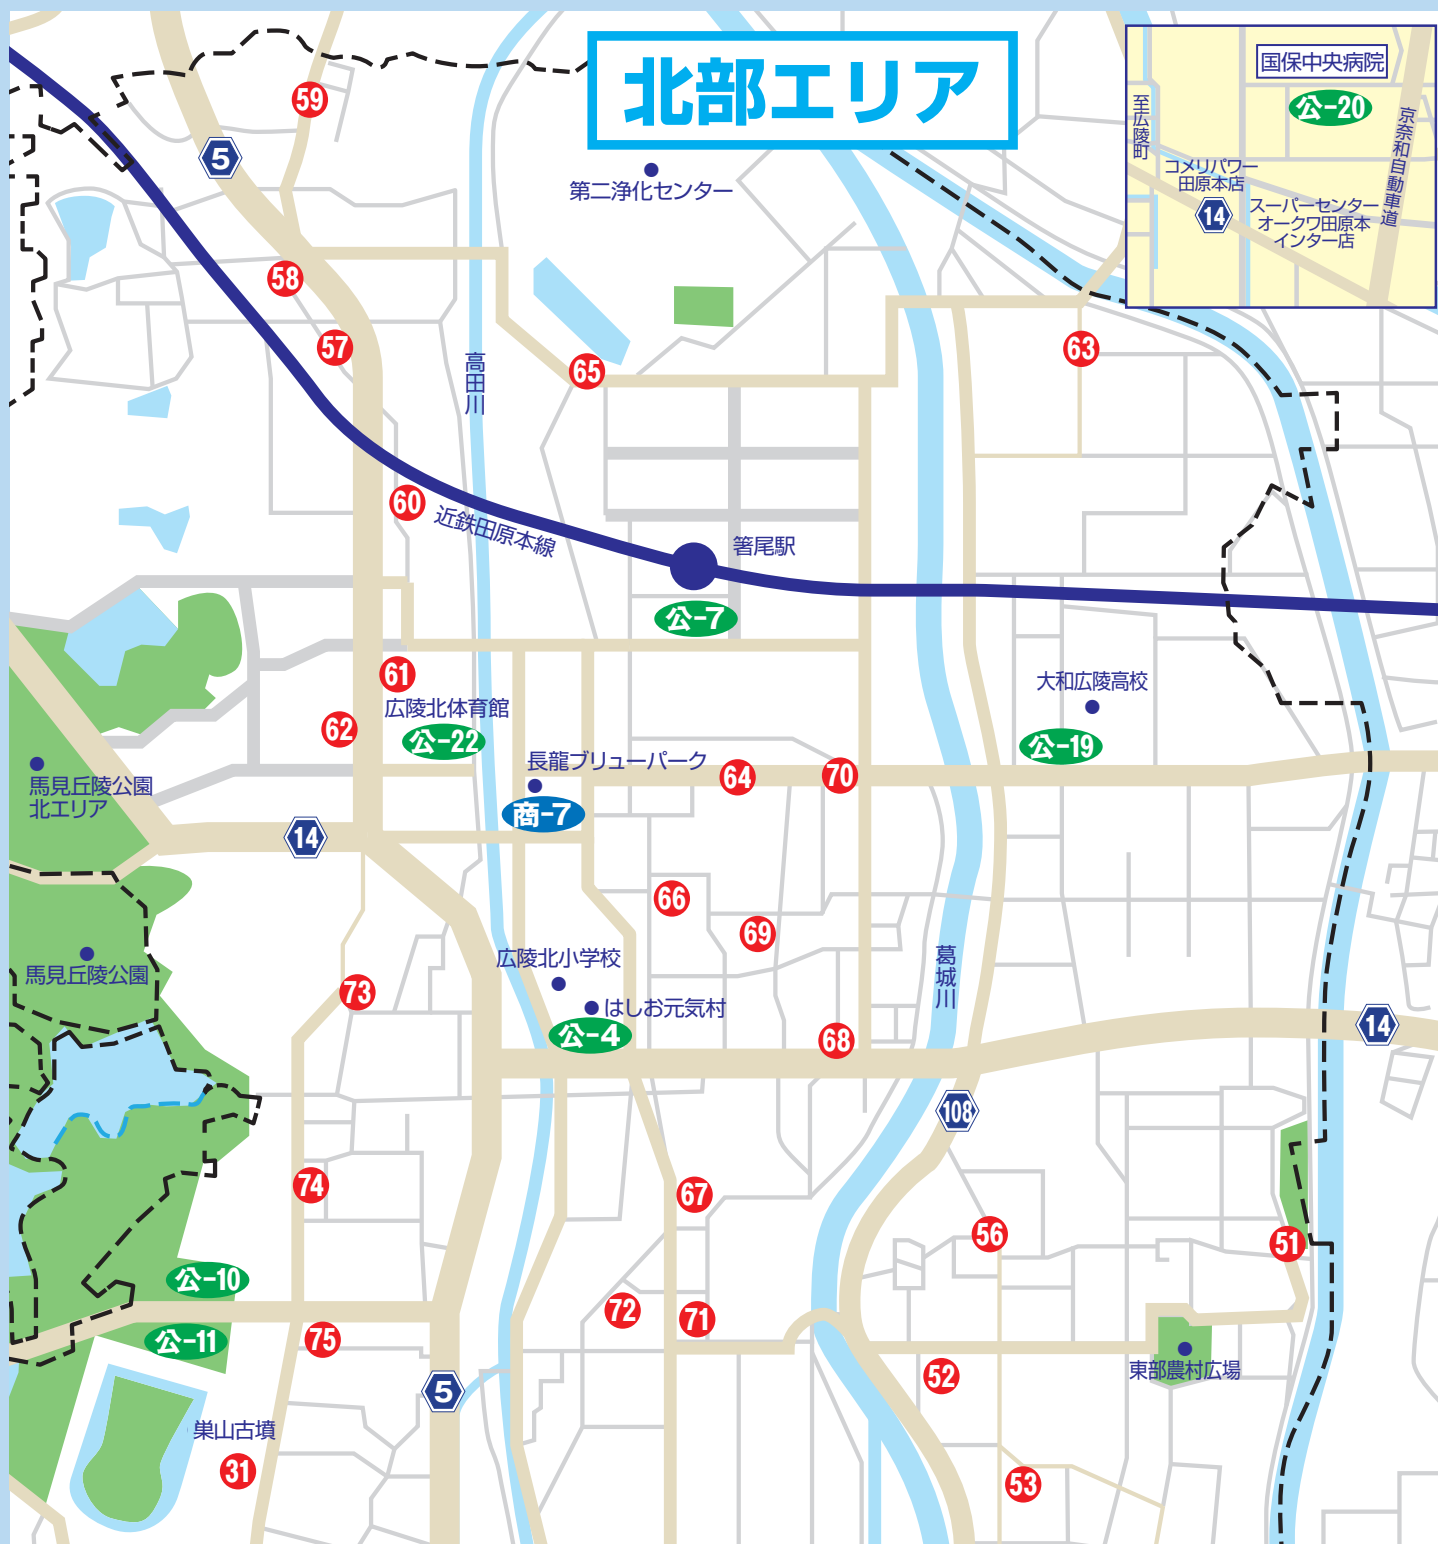 北部エリア
国保中央病院
公-20
至広陵町
京奈和自動車道
コメリパワー
田原本店
14
スーパーセンター
オークワ田原本
インター店
59
5
第二浄化センター
58
57
高田川
65
63
60
近鉄田原本線
箸尾駅
公-7
61
広陵北体育館
62
公-22
大和広陵高校
公-19
馬見丘陵公園
北エリア
長龍ブリューパーク
商-7
64
70
14
66
69
馬見丘陵公園
広陵北小学校
はしお元気村
公-4
葛城川
73
68
14
108
74
67
56
51
公-10
公-11
75
72
71
5
52
東部農村広場
巣山古墳
31
53